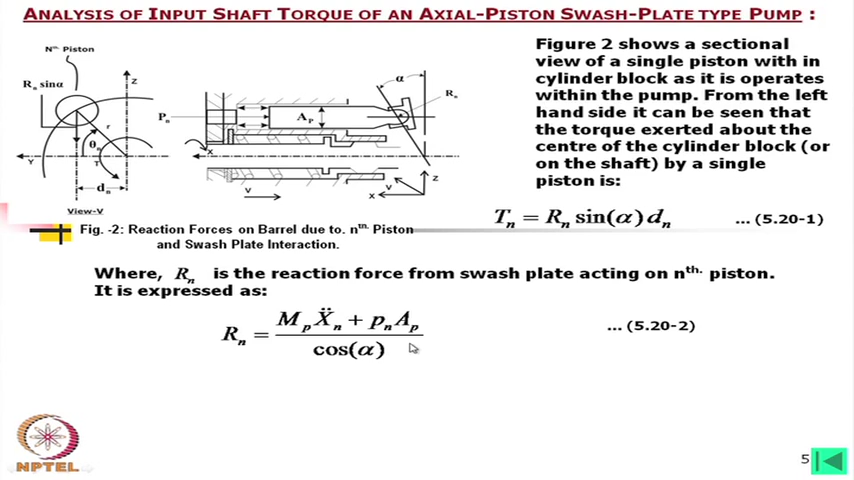 ANALYSIS OF INPUT SHAFT TORQUE OF AN AXIAL-PISTON SWASH-PLATE TYPE PUMP :
Nth. Piston
Rn sinα
Z
r
θn
Y
T
dn
View-V
Pn
AP
α
Rn
X
V
V
X
Z
Fig. -2: Reaction Forces on Barrel due to. nth. Piston
and Swash Plate Interaction.
Figure 2 shows a sectional
view of a single piston with in
cylinder block as it is operates
within the pump. From the left
hand side it can be seen that
the torque exerted about the
centre of the cylinder block (or
on the shaft) by a single
piston is:
Tn = Rn sin(α) dn ... (5.20-1)
Where, Rn is the reaction force from swash plate acting on nth. piston.
It is expressed as:
Rn = (Mp Ẍn + pn Ap) / cos(α) ... (5.20-2)
NPTEL
5